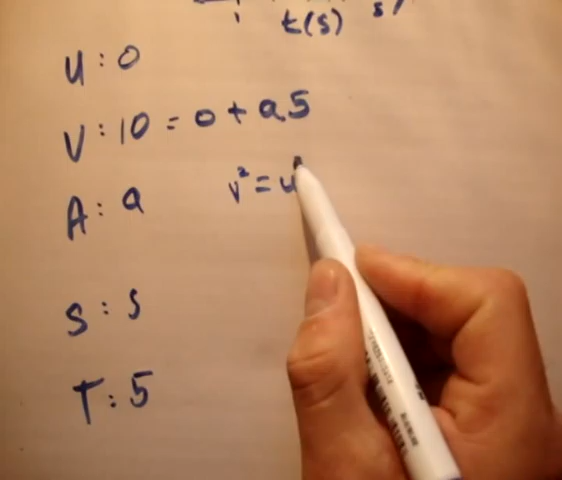 t(s)
u : 0
V : 10 = 0 + a5
A : a
v² = u
S : s
T : 5